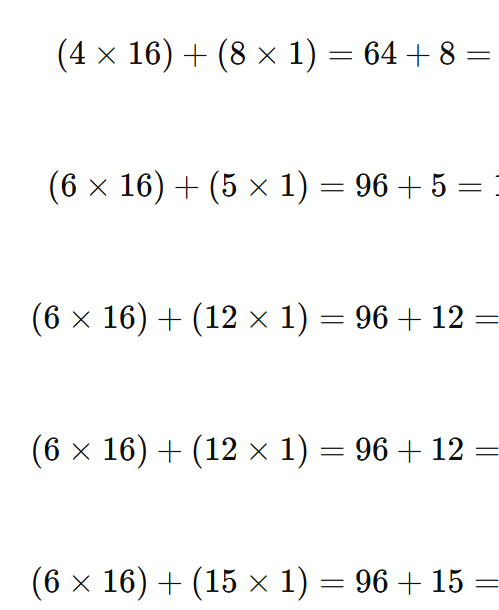 (4 × 16) + (8 × 1) = 64 + 8 =
(6 × 16) + (5 × 1) = 96 + 5 =
(6 × 16) + (12 × 1) = 96 + 12 =
(6 × 16) + (12 × 1) = 96 + 12 =
(6 × 16) + (15 × 1) = 96 + 15 =